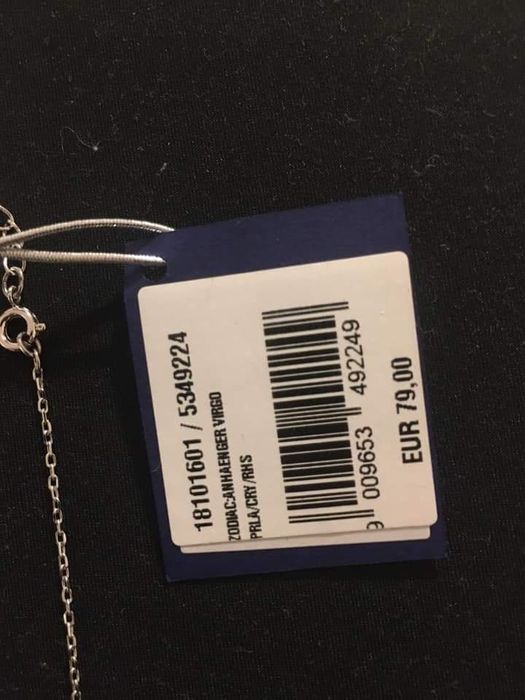 18101601 / 5349224
ZODIAC:ANHAENGER VIRGO
PRLA/CRY/RHS
9 009653 492249
EUR 79,00